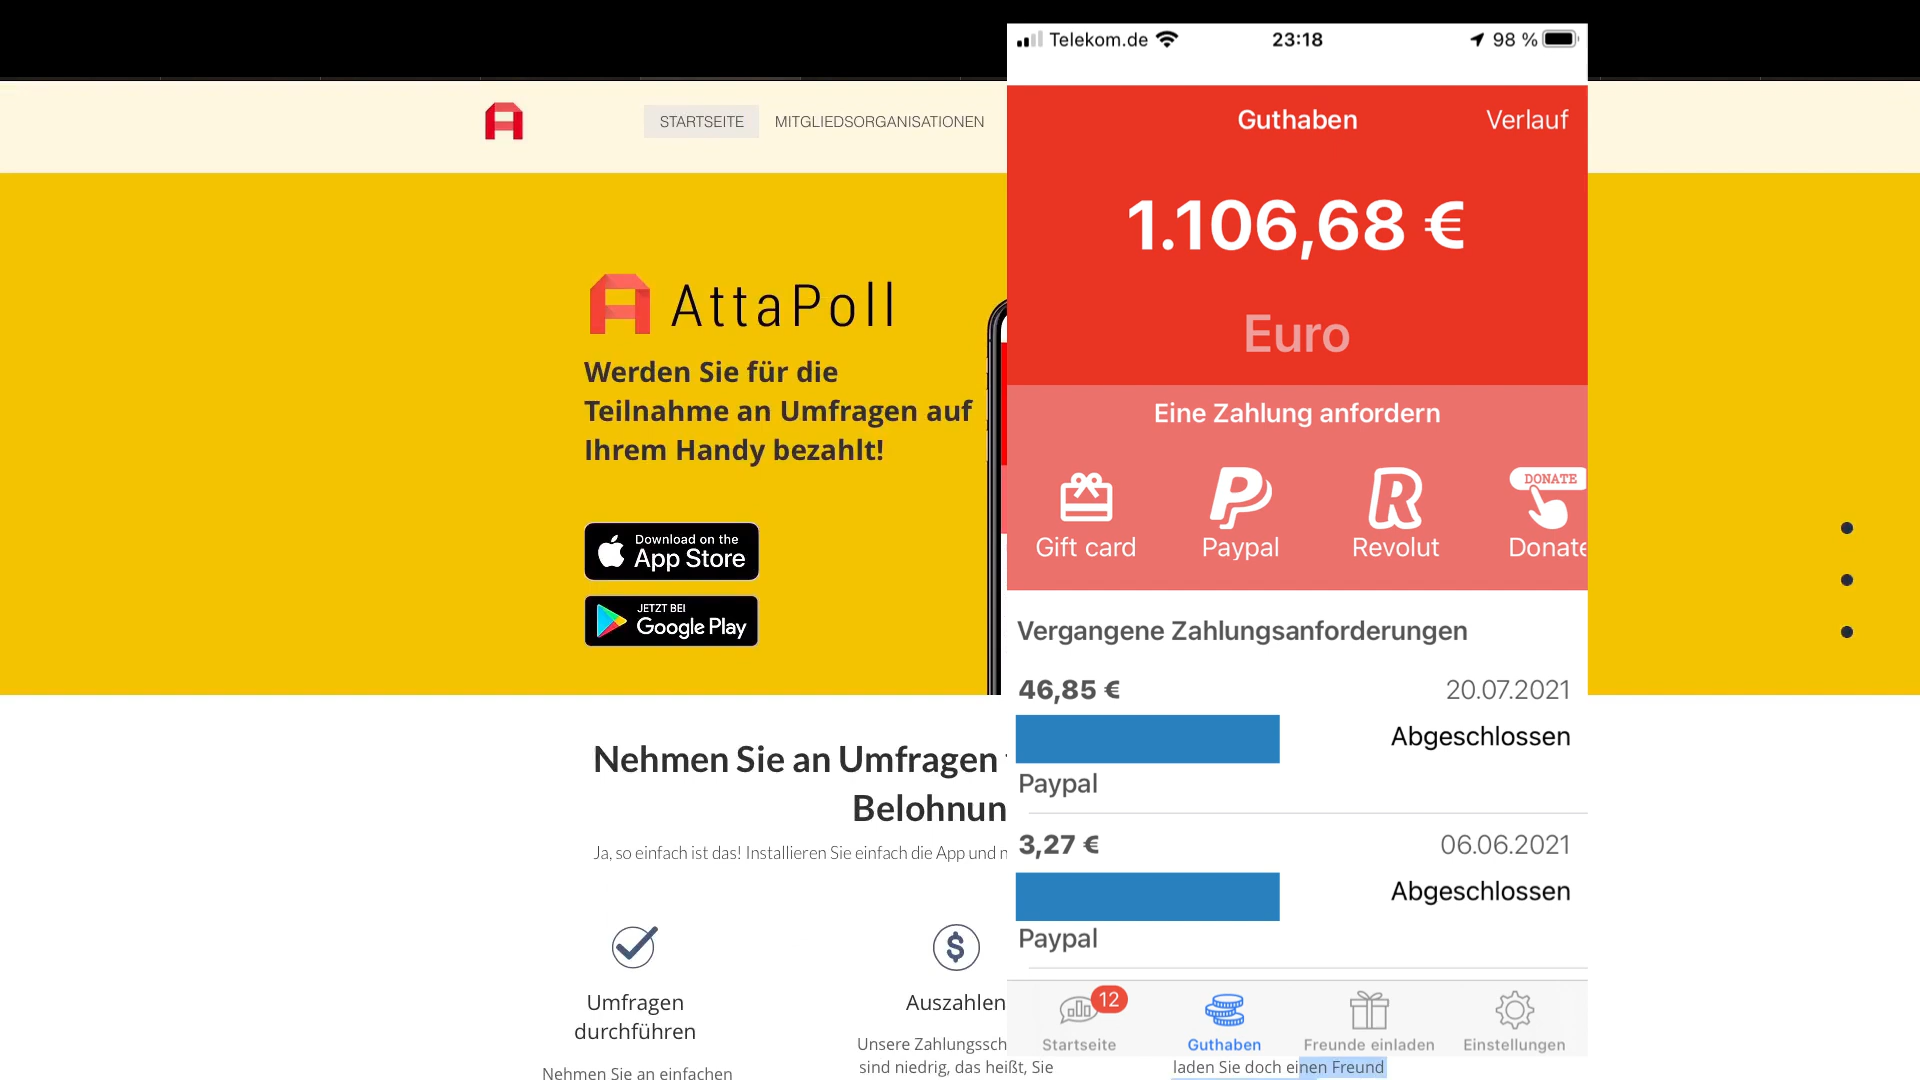 STARTSEITE
MITGLIEDSORGANISATIONEN
AttaPoll
Werden Sie für die
Teilnahme an Umfragen auf
Ihrem Handy bezahlt!
Download on the
App Store
JETZT BEI
Google Play
Nehmen Sie an Umfragen
Belohnun
Ja, so einfach ist das! Installieren Sie einfach die App und n
Umfragen
durchführen
Nehmen Sie an einfachen
Auszahlen
Unsere Zahlungssch
sind niedrig, das heißt, Sie
laden Sie doch einen Freund
Telekom.de
23:18
98 %
Guthaben
Verlauf
1.106,68 €
Euro
Eine Zahlung anfordern
Gift card
Paypal
Revolut
DONATE
Donate
Vergangene Zahlungsanforderungen
46,85 €
20.07.2021
Abgeschlossen
Paypal
3,27 €
06.06.2021
Abgeschlossen
Paypal
12
Startseite
Guthaben
Freunde einladen
Einstellungen